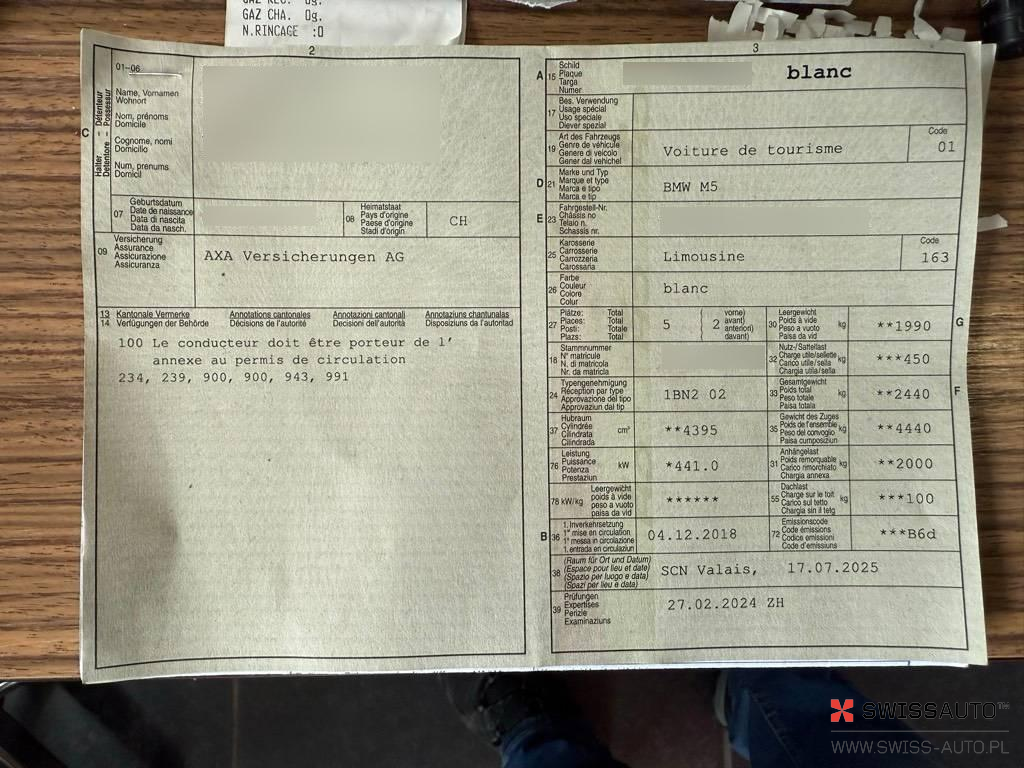 GAZ CHA. 0g,
N.RINCAGE :0
2
3
01-06
C
Halter -- Détenteur
Detentore -- Possessur
Name, Vornamen
Wohnort
Nom, prénoms
Domicile
Cognome, nomi
Domicilio
Num, prenums
Domicil
07
Geburtsdatum
Date de naissance
Data di nascita
Data da nasch.
08
Heimatstaat
Pays d'origine
Paese d'origine
Stadi d'origin
CH
09
Versicherung
Assurance
Assicurazione
Assicuranza
AXA Versicherungen AG
13 Kantonale Vermerke Annotations cantonales Annotazioni cantonali Annotaziuns chantunalas
14 Verfügungen der Behörde Décisions de l'autorité Decisioni dell'autorità Disposiziuns da l'autoritad
100 Le conducteur doit être porteur de l'
annexe au permis de circulation
234, 239, 900, 900, 943, 991
A 15
Schild
Plaque
Targa
Numer
blanc
17
Bes. Verwendung
Usage spécial
Uso speciale
Diever spezial
19
Art des Fahrzeugs
Genre de véhicule
Genere di veicolo
Gener dal vehichel
Voiture de tourisme
Code
01
D 21
Marke und Typ
Marque et type
Marca e tipo
Marca e tip
BMW M5
E 23
Fahrgestell-Nr.
Châssis no
Telaio n.
Schassis nr.
25
Karosserie
Carrosserie
Carrozzeria
Carossaria
Limousine
Code
163
26
Farbe
Couleur
Colore
Colur
blanc
27
Plätze: Total
Places: Total
Posti: Totale
Plazs: Total
5
2
vorne)
avant)
anteriori)
davant)
30
Leergewicht
Poids à vide
Peso a vuoto
Paisa da vid
kg
**1990
G
18
Stammnummer
N° matricule
N. di matricola
Nr. da matricla
32
Nutz-/Sattellast
Charge utile/sellette
Carico utile/sella
Chargia utila/sella
kg
***450
24
Typengenehmigung
Réception par type
Approvazione del tipo
Approvaziun dal tip
1BN2 02
33
Gesamtgewicht
Poids total
Peso totale
Paisa totala
kg
**2440
F
37
Hubraum
Cylindrée
Cilindrata
Cilindrada
cm³
**4395
35
Gewicht des Zuges
Poids de l'ensemble
Peso del convoglio
Paisa cumposiziun
kg
**4440
76
Leistung
Puissance
Potenza
Prestaziun
kW
*441.0
31
Anhängelast
Poids remorquable
Carico rimorchiato
Chargia annexa
kg
**2000
78 kW/kg
Leergewicht
poids à vide
peso a vuoto
paisa da vid
******
55
Dachlast
Charge sur le toit
Carico sul tetto
Chargia sin il tetg
kg
***100
B 36
1. Inverkehrsetzung
1re mise en circulation
1a messa in circolazione
1. entrada en circulaziun
04.12.2018
72
Emissionscode
Code émissions
Codice emissioni
Code d'emissiuns
***B6d
38
(Raum für Ort und Datum)
(Espace pour lieu et date)
(Spazio per luogo e data)
(Spazi per lieu e data)
SCN Valais, 17.07.2025
39
Prüfungen
Expertises
Perizie
Examinaziuns
27.02.2024 ZH
SWISSAUTO™
WWW.SWISS-AUTO.PL